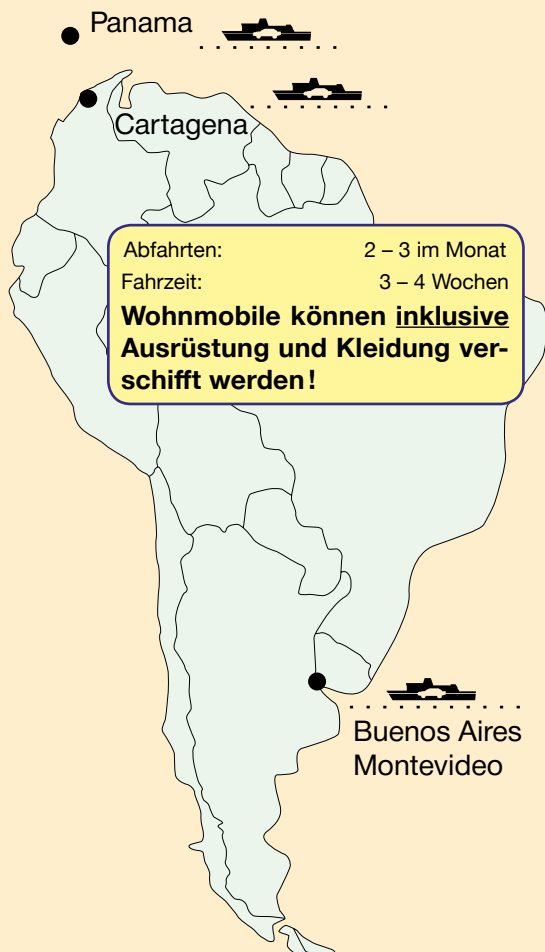 Panama
Cartagena
Abfahrten: 2 – 3 im Monat
Fahrzeit: 3 – 4 Wochen
Wohnmobile können inklusive
Ausrüstung und Kleidung ver-
schifft werden!
Buenos Aires
Montevideo